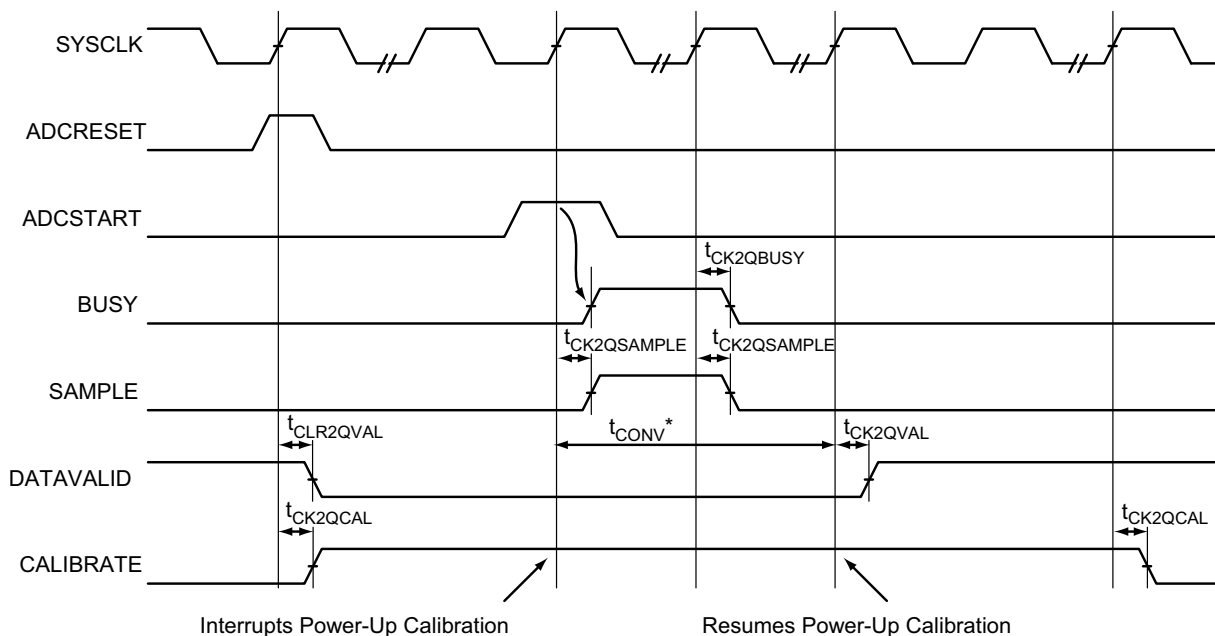 SYSCLK
ADCRESET
ADCSTART
tCK2QBUSY
BUSY
tCK2QSAMPLE tCK2QSAMPLE
SAMPLE
tCLR2QVAL tCONV* tCK2QVAL
DATAVALID
tCK2QCAL tCK2QCAL
CALIBRATE
Interrupts Power-Up Calibration Resumes Power-Up Calibration